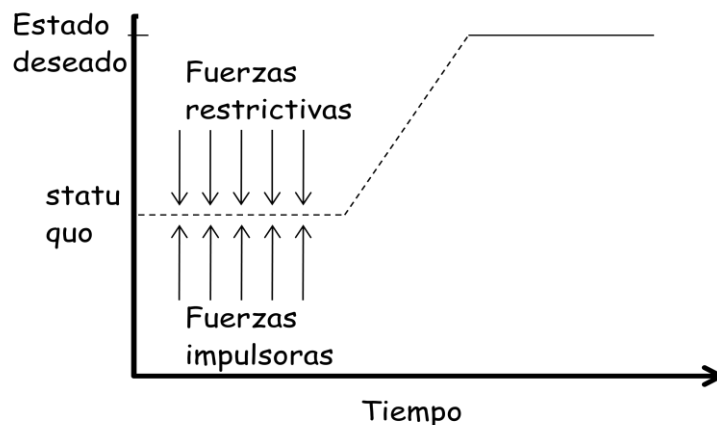 Estado
deseado
Fuerzas
restrictivas
statu
quo
Fuerzas
impulsoras
Tiempo